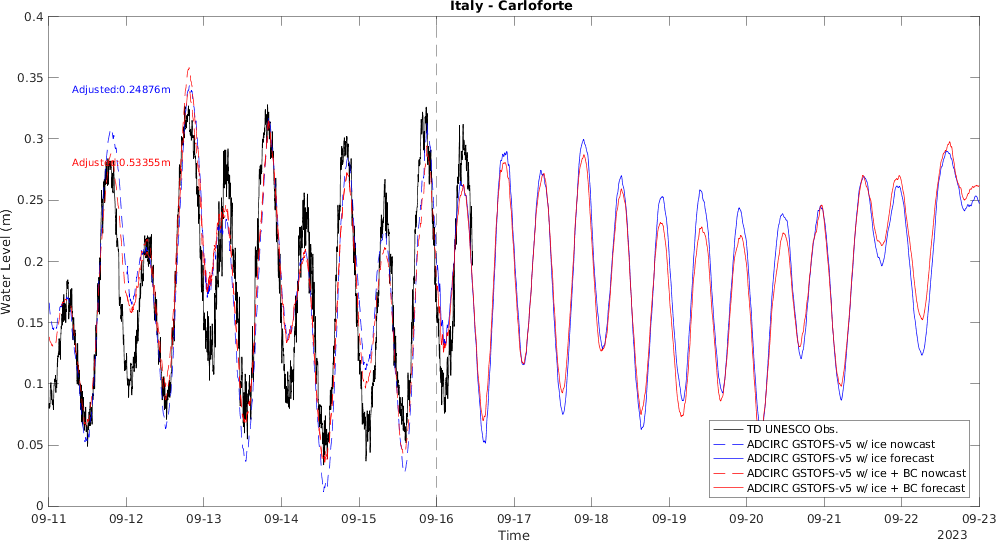 Italy - Carloforte
0.4
0.35
0.3
0.25
0.2
0.15
0.1
0.05
0
Water Level (m)
Adjusted:0.24876m
Adjusted:0.53355m
TD UNESCO Obs.
ADCIRC GSTOFS-v5 w/ ice nowcast
ADCIRC GSTOFS-v5 w/ ice forecast
ADCIRC GSTOFS-v5 w/ ice + BC nowcast
ADCIRC GSTOFS-v5 w/ ice + BC forecast
09-11 09-12 09-13 09-14 09-15 09-16 09-17 09-18 09-19 09-20 09-21 09-22 09-23
Time
2023